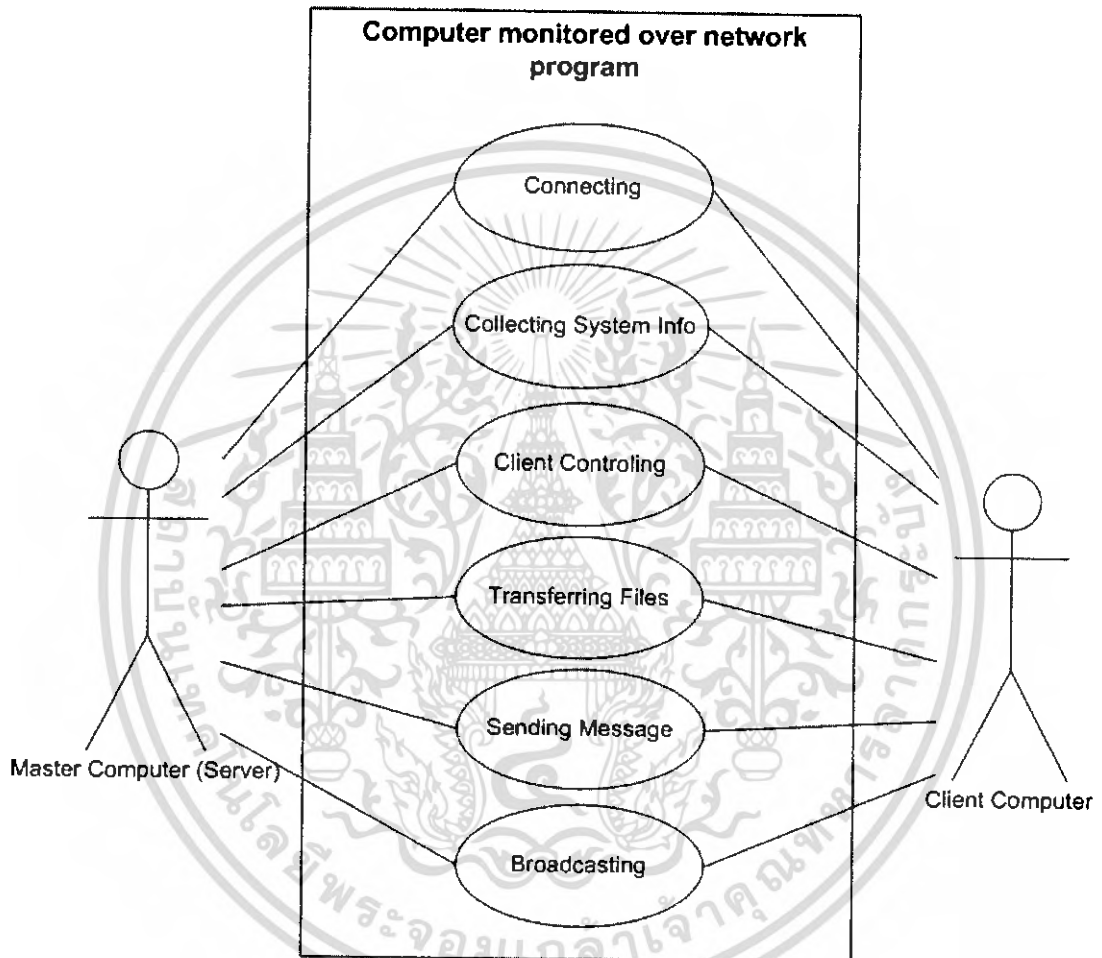 Computer monitored over network
program
Connecting
Collecting System Info
Client Controling
Transferring Files
Sending Message
Broadcasting
Master Computer (Server)
Client Computer